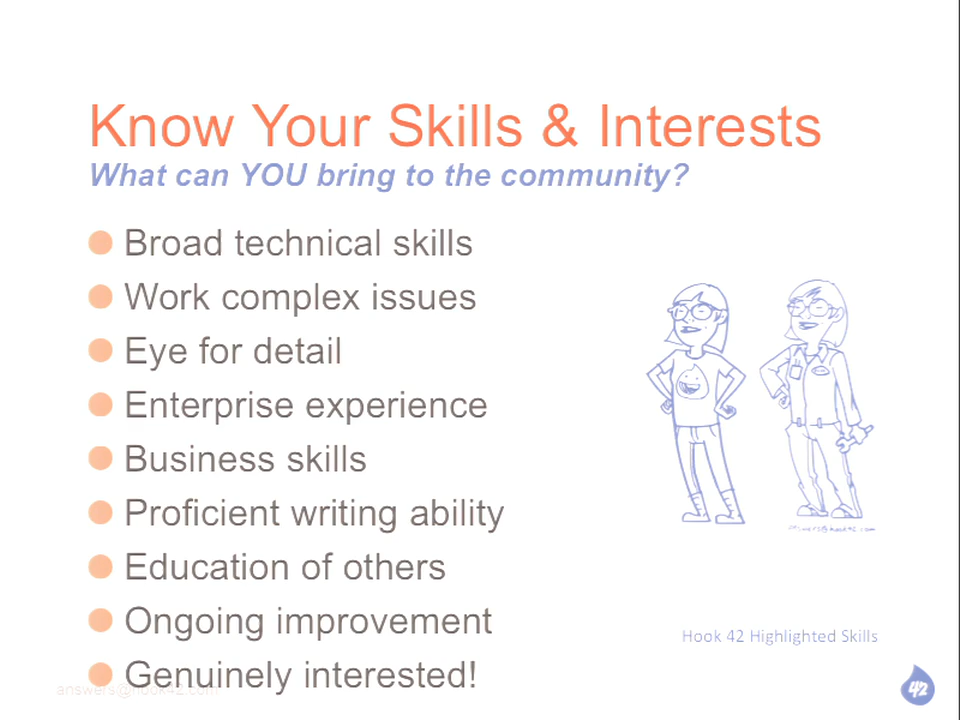 Know Your Skills & Interests
What can YOU bring to the community?
Broad technical skills
Work complex issues
Eye for detail
Enterprise experience
Business skills
Proficient writing ability
Education of others
Ongoing improvement
Genuinely interested!
Hook 42 Highlighted Skills
answers@hook42.com
42